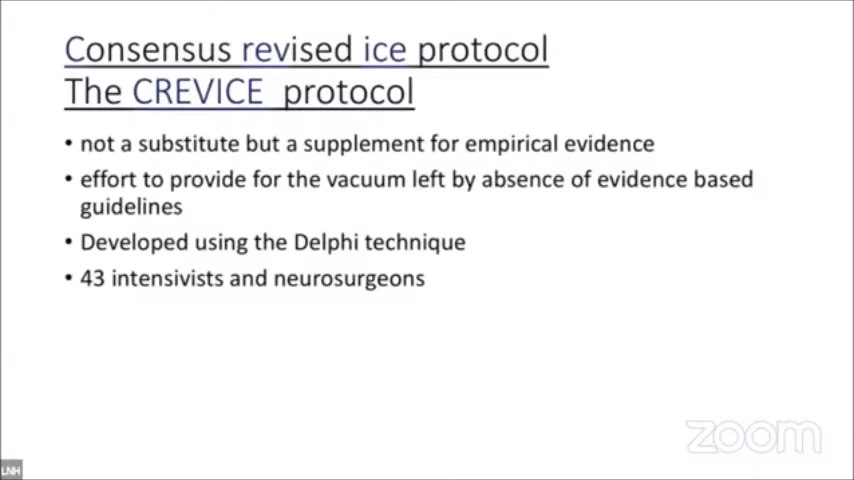 Consensus revised ice protocol
The CREVICE protocol
• not a substitute but a supplement for empirical evidence
• effort to provide for the vacuum left by absence of evidence based
guidelines
• Developed using the Delphi technique
• 43 intensivists and neurosurgeons
zoom
LNH